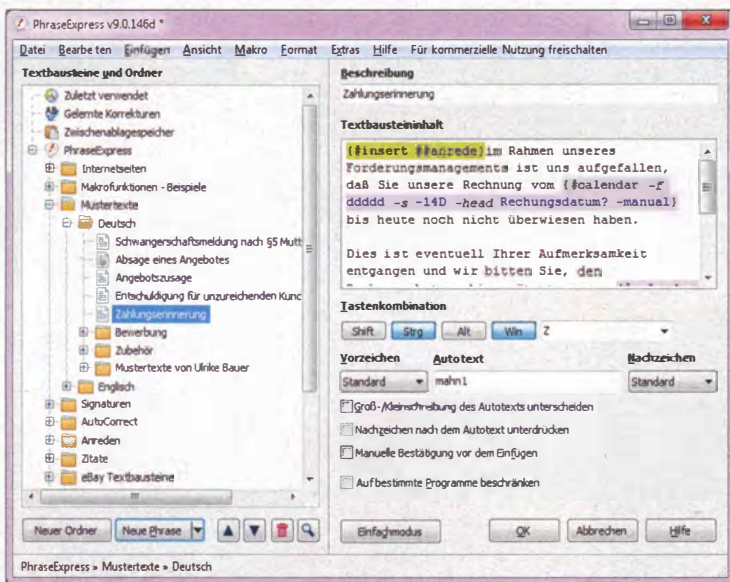 PhraseExpress v9.0.146d *
Datei Bearbeiten Einfügen Ansicht Makro Format Extras Hilfe Für kommerzielle Nutzung freischalten
Textbausteine und Ordner
Zuletzt verwendet
Gelernte Korrekturen
Zwischenablagespeicher
PhraseExpress
Internetseiten
Makrofunktionen - Beispiele
Mustertexte
Deutsch
Schwangerschaftsmeldung nach §5 Mutt
Absage eines Angebotes
Angebotszusage
Entschuldigung für unzureichenden Kunc
Zahlungserinnerung
Bewerbung
Zubehör
Mustertexte von Ulrike Bauer
Englisch
Signaturen
AutoCorrect
Anreden
Zitate
eBay Textbausteine
Neuer Ordner
Neue Phrase
PhraseExpress » Mustertexte » Deutsch
Beschreibung
Zahlungserinnerung
Textbausteininhalt
{#insert ##anrede}im Rahmen unseres
Forderungsmanagements ist uns aufgefallen,
daß Sie unsere Rechnung vom {#calendar -f
ddddd -s -14D -head Rechungsdatum? -manual}
bis heute noch nicht überwiesen haben.
Dies ist eventuell Ihrer Aufmerksamkeit
entgangen und wir bitten Sie, den
Tastenkombination
Shift Strg Alt Win Z
Vorzeichen Autotext Nachzeichen
Standard mahn1 Standard
Groß-/Kleinschreibung des Autotexts unterscheiden
Nachzeichen nach dem Autotext unterdrücken
Manuelle Bestätigung vor dem Einfügen
Auf bestimmte Programme beschränken
Einfachmodus OK Abbrechen Hilfe